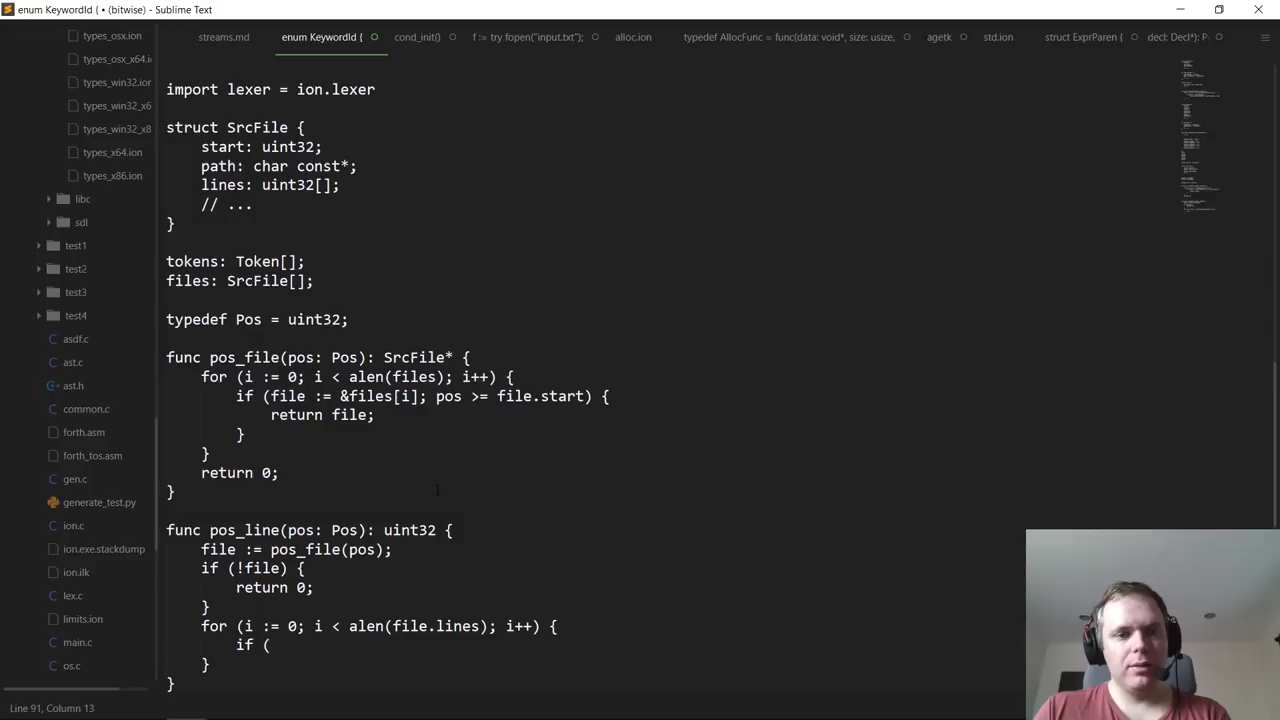 enum KeywordId { • (bitwise) - Sublime Text
streams.md
enum KeywordId {
cond_init()
f := try fopen("input.txt");
alloc.ion
typedef AllocFunc = func(data: void*, size: usize,
agetk
std.ion
struct ExprParen {
decl: Decl*): P
types_osx.ion
types_osx_x64.i
types_win32.ion
types_win32_x6
types_win32_x8
types_x64.ion
types_x86.ion
libc
sdl
test1
test2
test3
test4
asdf.c
ast.c
ast.h
common.c
forth.asm
forth_tos.asm
gen.c
generate_test.py
ion.c
ion.exe.stackdump
ion.ilk
lex.c
limits.ion
main.c
os.c
import lexer = ion.lexer
struct SrcFile {
start: uint32;
path: char const*;
lines: uint32[];
// ...
}
tokens: Token[];
files: SrcFile[];
typedef Pos = uint32;
func pos_file(pos: Pos): SrcFile* {
for (i := 0; i < alen(files); i++) {
if (file := &files[i]; pos >= file.start) {
return file;
}
}
return 0;
}
func pos_line(pos: Pos): uint32 {
file := pos_file(pos);
if (!file) {
return 0;
}
for (i := 0; i < alen(file.lines); i++) {
if (
}
}
Line 91, Column 13